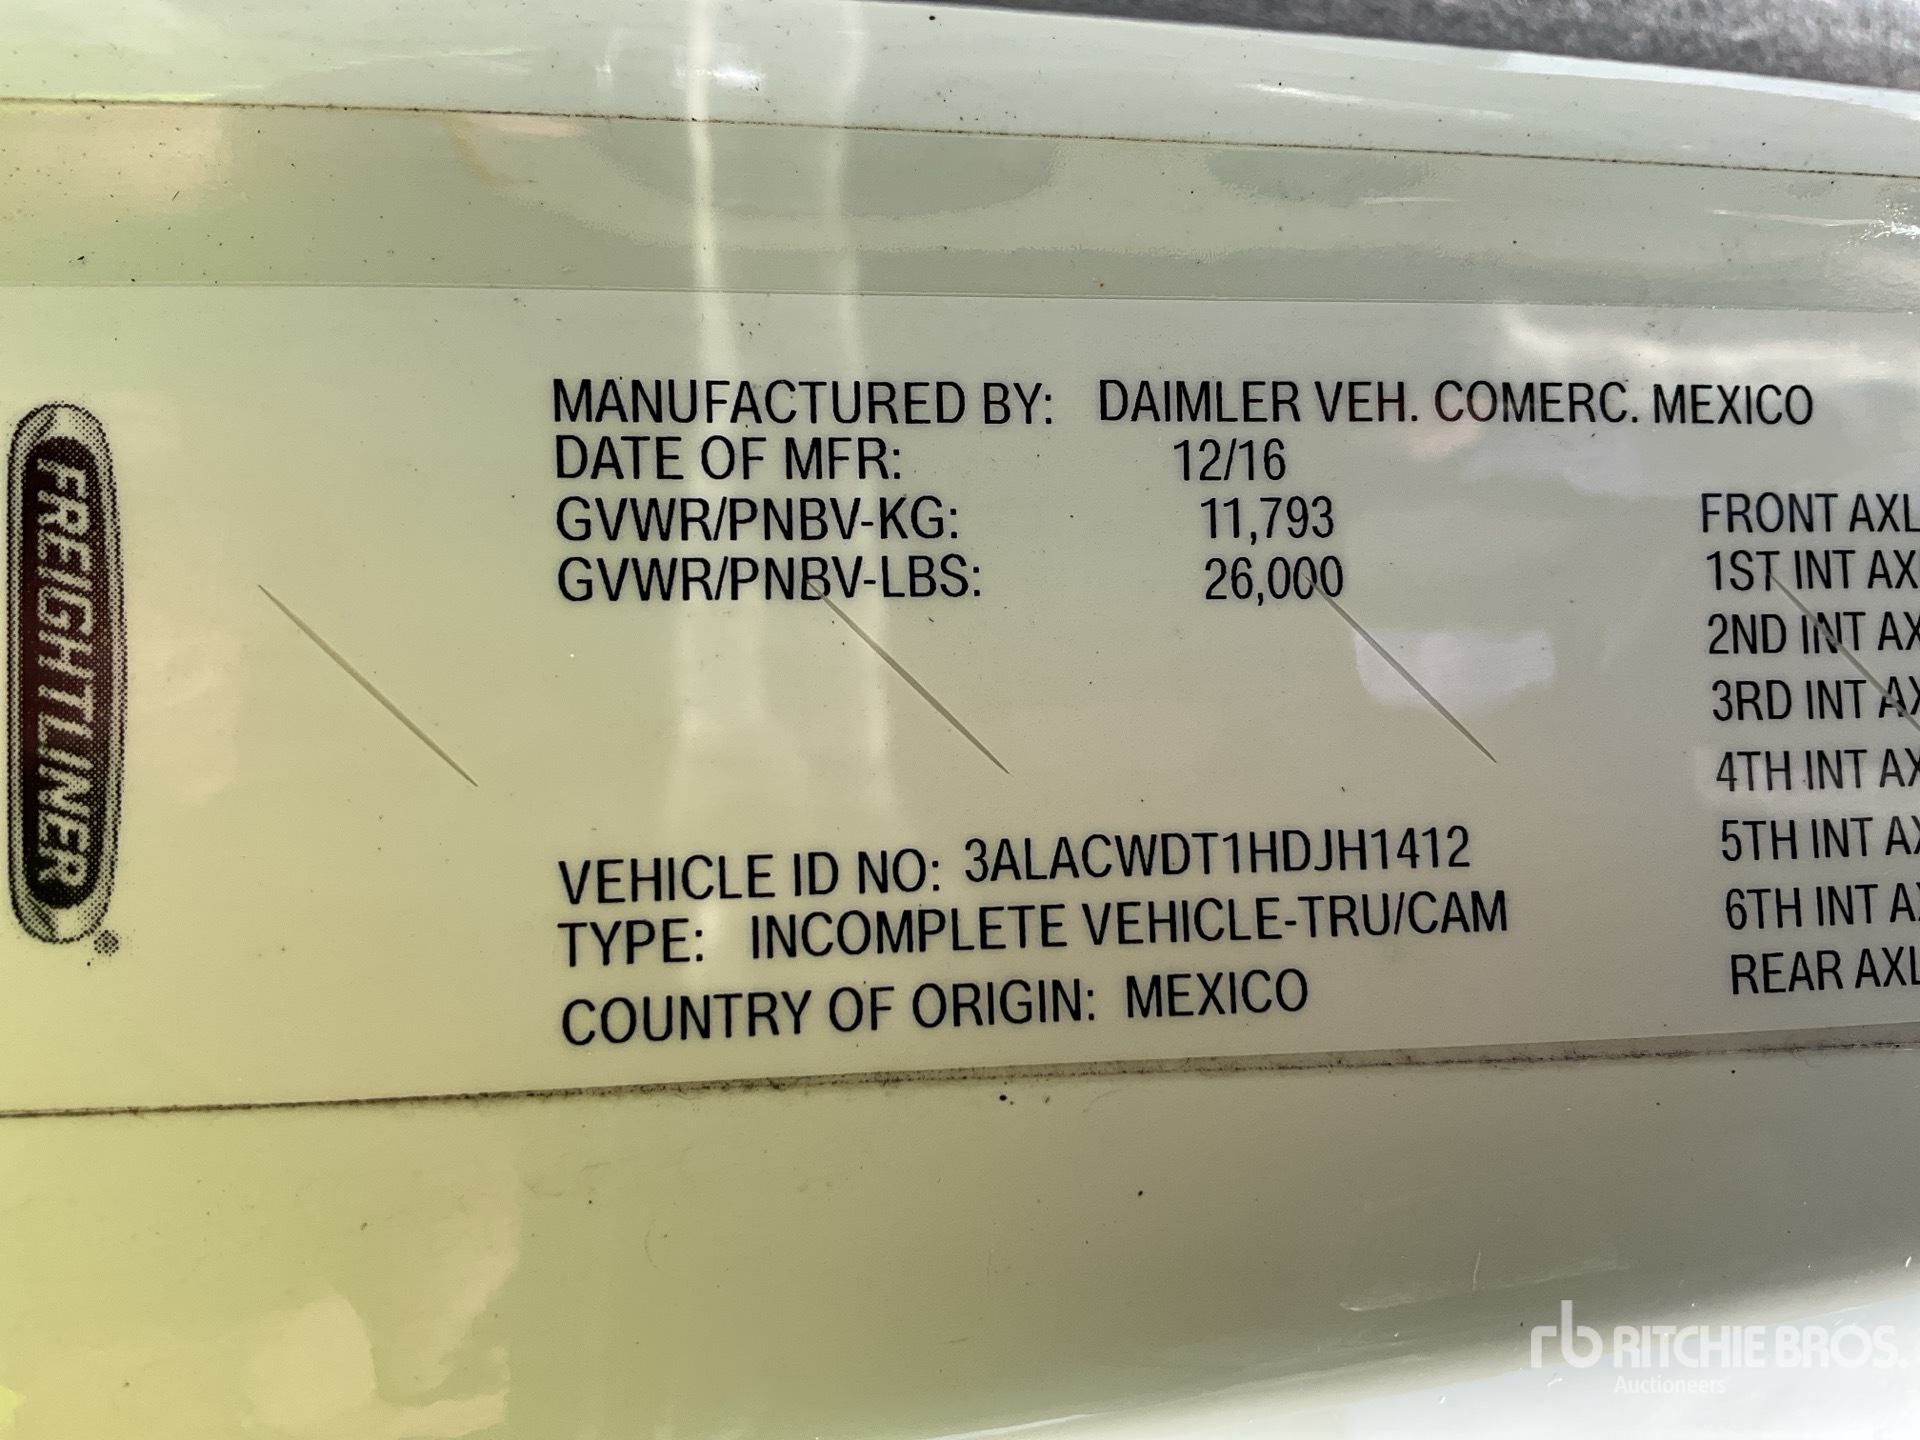 FREIGHTLINER
MANUFACTURED BY: DAIMLER VEH. COMERC. MEXICO
DATE OF MFR: 12/16
GVWR/PNBV-KG: 11,793
GVWR/PNBV-LBS: 26,000
VEHICLE ID NO: 3ALACWDT1HDJH1412
TYPE: INCOMPLETE VEHICLE-TRU/CAM
COUNTRY OF ORIGIN: MEXICO
FRONT AXL
1ST INT AX
2ND INT AX
3RD INT AX
4TH INT AX
5TH INT AX
6TH INT AX
REAR AXL
rb RITCHIE BROS.
Auctioneers